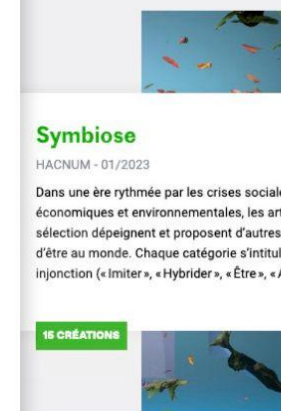 Symbiose
HACNUM - 01/2023
Dans une ère rythmée par les crises sociale
économiques et environnementales, les art
sélection dépeignent et proposent d'autres
d'être au monde. Chaque catégorie s'intitul
injonction (« Imiter », « Hybrider », « Être », « A
15 CRÉATIONS